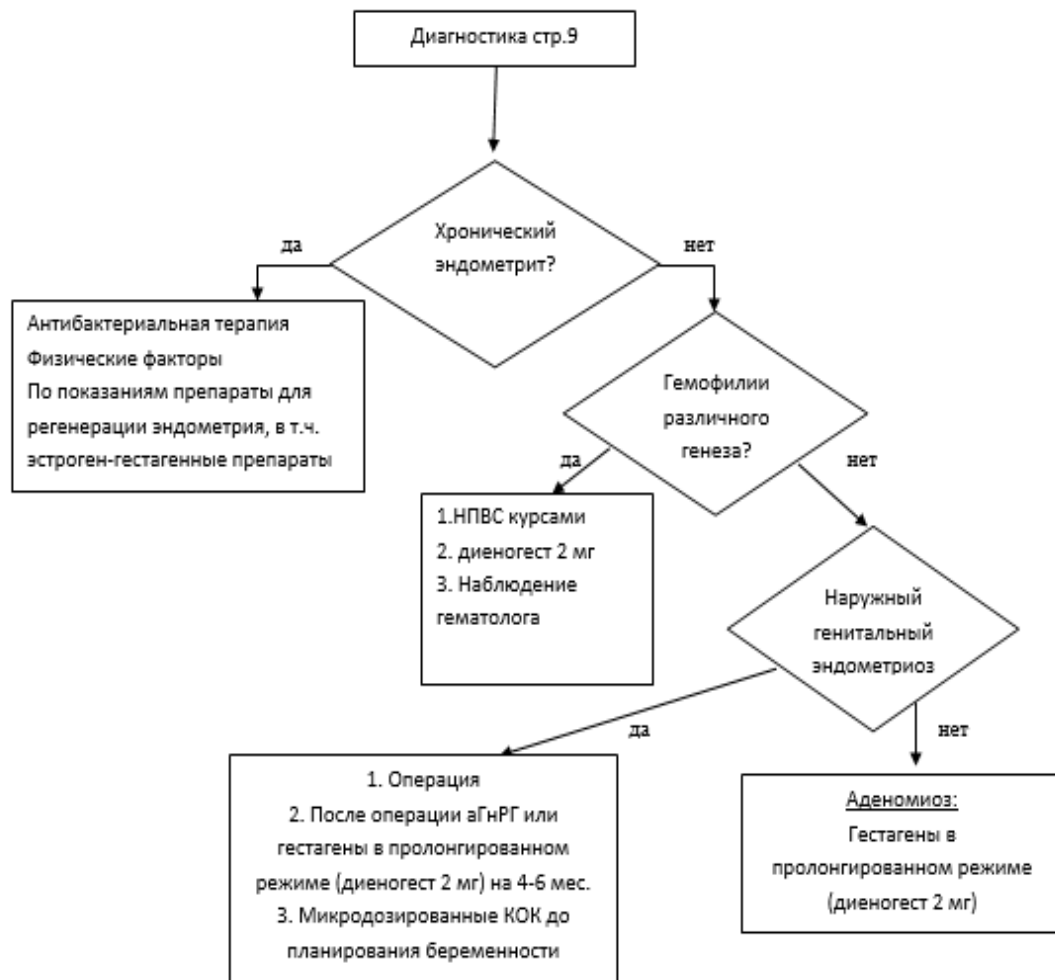 Диагностика стр.9
Хронический
эндометрит?
да
нет
Антибактериальная терапия
Физические факторы
По показаниям препараты для
регенерации эндометрия, в т.ч.
эстроген-гестагенные препараты
Гемофилии
различного
генеза?
да
нет
1.НПВС курсами
2. диеногест 2 мг
3. Наблюдение
гематолога
Наружный
генитальный
эндометриоз
да
нет
1. Операция
2. После операции аГнРГ или
гестагены в пролонгированном
режиме (диеногест 2 мг) на 4-6 мес.
3. Микродозированные КОК до
планирования беременности
Аденомиоз:
Гестагены в
пролонгированном режиме
(диеногест 2 мг)